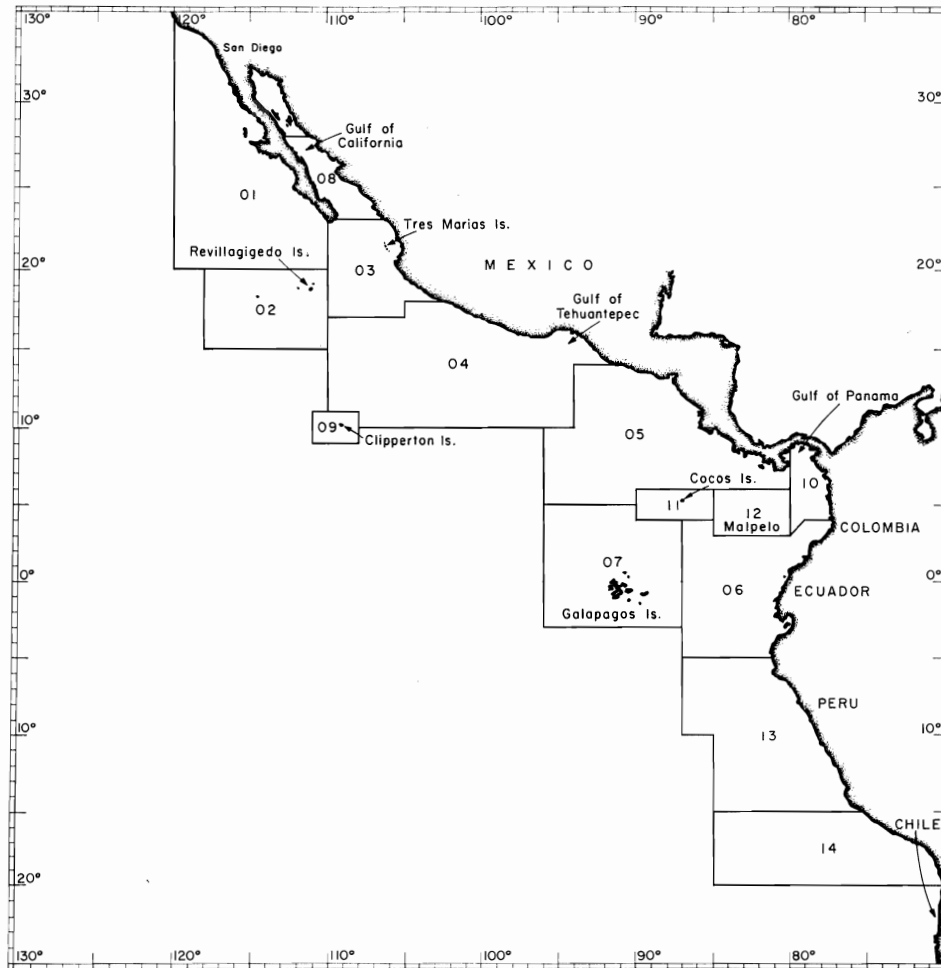 130° 120° 110° 100° 90° 80°
San Diego
30° 30°
Gulf of
California
08
01
Tres Marias Is.
Revillagigedo Is.
MEXICO
20° 03 20°
02
Gulf of
Tehuantepec
04
Gulf of Panama
10° 09 Clipperton Is. 05 10°
Cocos Is.
10
11 12
Malpelo
COLOMBIA
07
0° 0°
06 ECUADOR
Galapagos Is.
PERU
10° 13 10°
CHILE
14
20° 20°
130° 120° 110° 100° 90° 80°